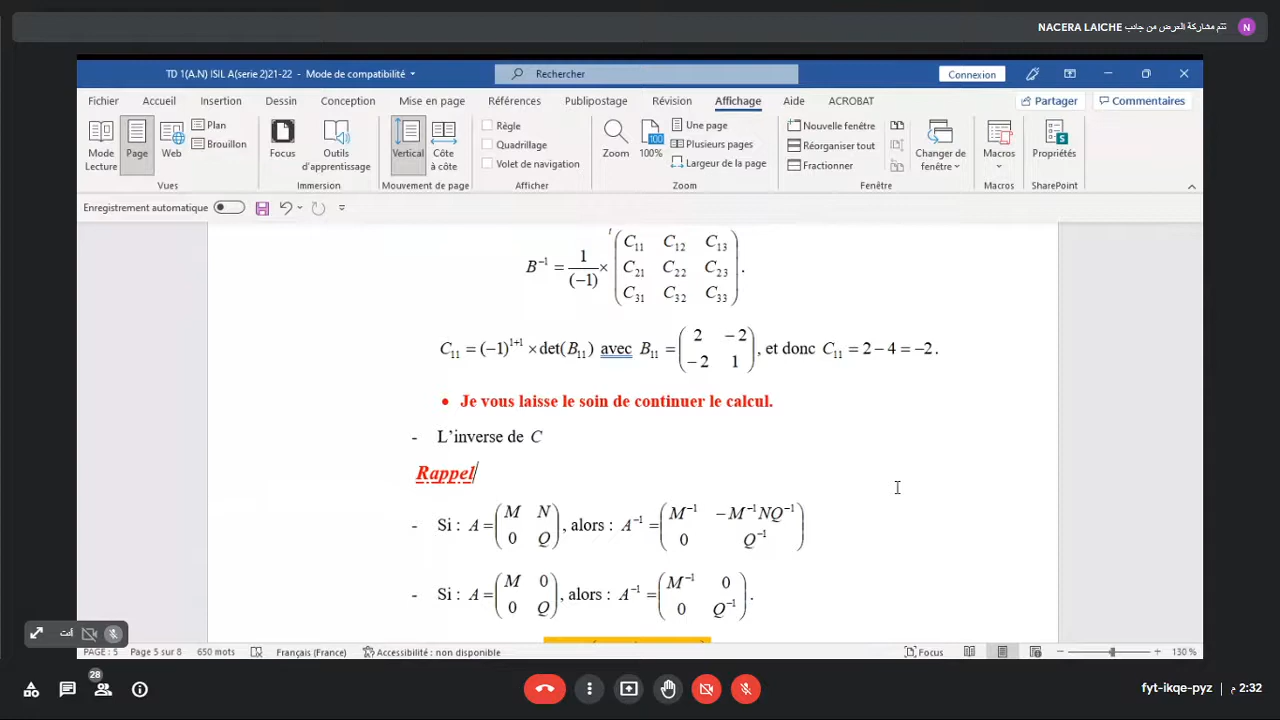 تتم مشاركة العرض من جانب NACERA LAICHE
N
TD 1(A.N) ISIL A(serie 2)21-22 - Mode de compatibilité
Rechercher
Connexion
Fichier Accueil Insertion Dessin Conception Mise en page Références Publipostage Révision Affichage Aide ACROBAT
Partager Commentaires
Mode Lecture
Page
Web
Plan
Brouillon
Vues
Focus
Outils d'apprentissage
Immersion
Vertical
Côte à côte
Mouvement de page
Règle
Quadrillage
Volet de navigation
Afficher
Zoom
100
100%
Une page
Plusieurs pages
Largeur de la page
Zoom
Nouvelle fenêtre
Réorganiser tout
Fractionner
Changer de fenêtre
Fenêtre
Macros
Macros
Propriétés
SharePoint
Enregistrement automatique
B⁻¹ = 1/(−1) × ᵗ(C₁₁ C₁₂ C₁₃
C₂₁ C₂₂ C₂₃
C₃₁ C₃₂ C₃₃).
C₁₁ = (−1)¹⁺¹ × det(B₁₁) avec B₁₁ = (2 −2
−2 1), et donc C₁₁ = 2 − 4 = −2.
• Je vous laisse le soin de continuer le calcul.
- L'inverse de C
Rappel
- Si : A = (M N
0 Q), alors : A⁻¹ = (M⁻¹ −M⁻¹NQ⁻¹
0 Q⁻¹)
- Si : A = (M 0
0 Q), alors : A⁻¹ = (M⁻¹ 0
0 Q⁻¹).
أنت
PAGE : 5 Page 5 sur 8 650 mots Français (France) Accessibilité : non disponible Focus 130 %
28
fyt-ikqe-pyz | 2:32 م